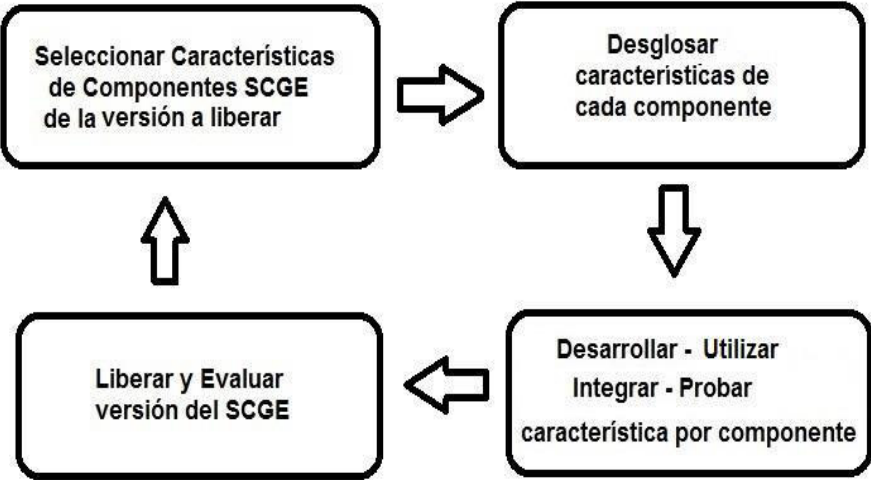 Seleccionar Características
de Componentes SCGE
de la versión a liberar
Desglosar
características de
cada componente
Desarrollar - Utilizar
Integrar - Probar
característica por componente
Liberar y Evaluar
versión del SCGE